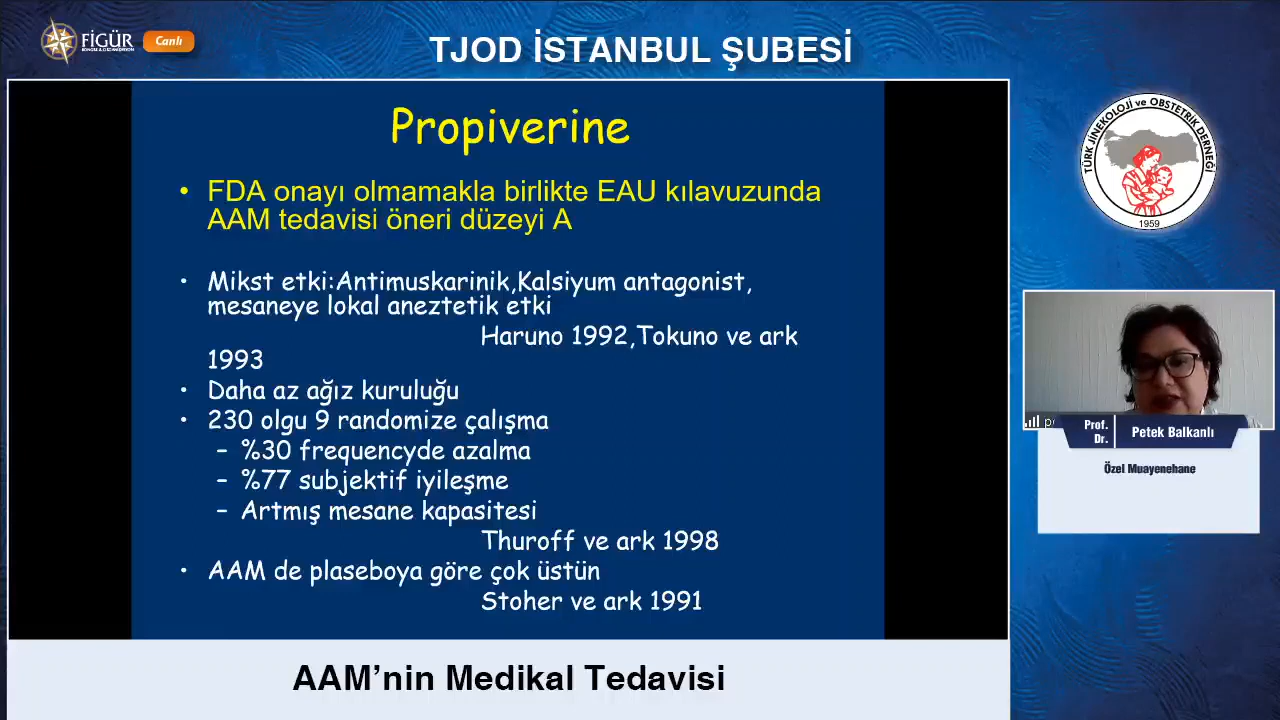 FİGÜR
Canlı
TJOD İSTANBUL ŞUBESİ
Propiverine
• FDA onayı olmamakla birlikte EAU kılavuzunda
AAM tedavisi öneri düzeyi A
• Mikst etki:Antimuskarinik,Kalsiyum antagonist,
mesaneye lokal aneztetik etki
Haruno 1992,Tokuno ve ark
1993
• Daha az ağız kuruluğu
• 230 olgu 9 randomize çalışma
– %30 frequencyde azalma
– %77 subjektif iyileşme
– Artmış mesane kapasitesi
Thuroff ve ark 1998
• AAM de plaseboya göre çok üstün
Stoher ve ark 1991
TÜRK JİNEKOLOJİ ve OBSTETRİK DERNEĞİ
1959
Prof.
Dr.
Petek Balkanlı
Özel Muayenehane
AAM’nin Medikal Tedavisi